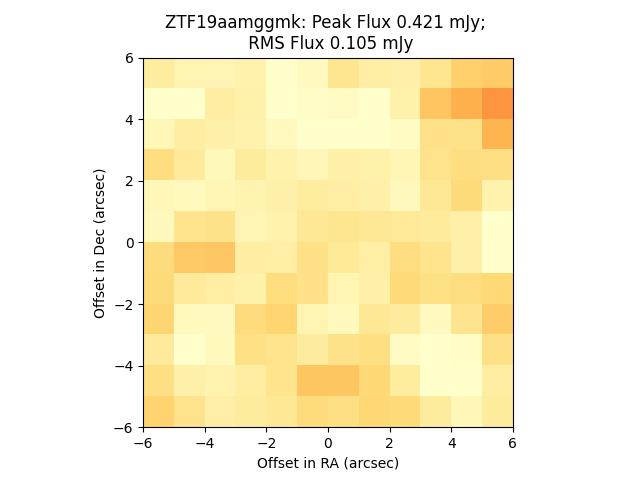 ZTF19aamggmk: Peak Flux 0.421 mJy;
RMS Flux 0.105 mJy
6
4
2
0
−2
−4
−6
Offset in Dec (arcsec)
−6 −4 −2 0 2 4 6
Offset in RA (arcsec)